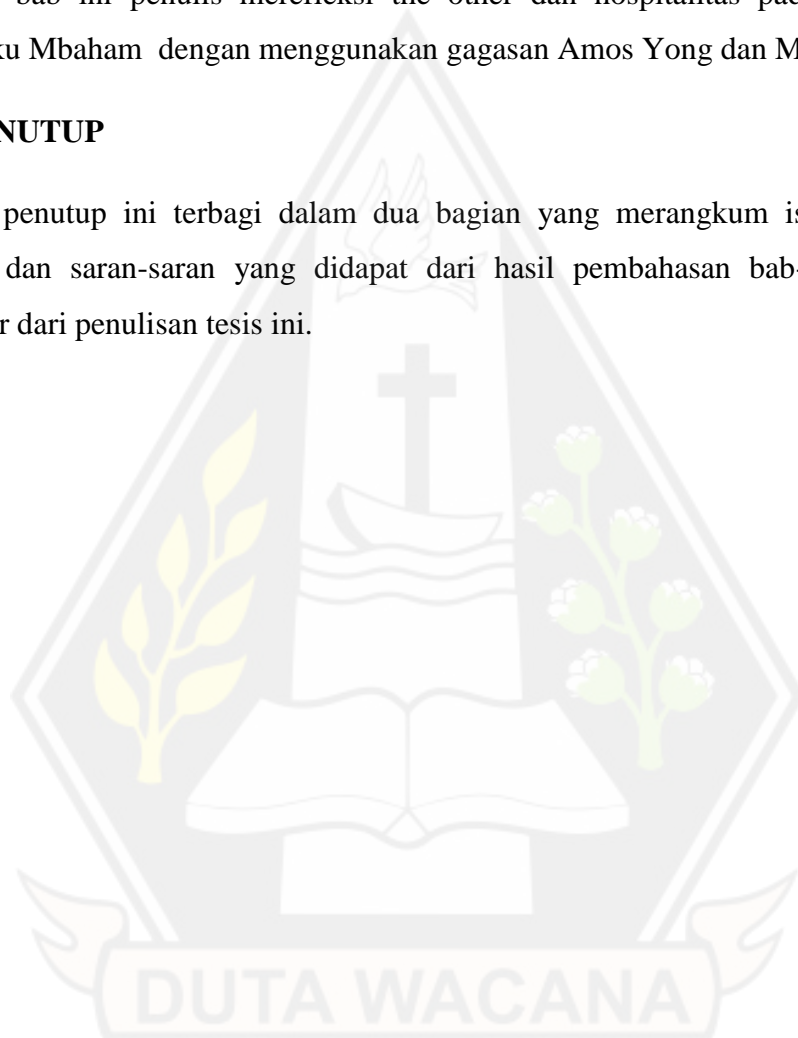 bab ini penulis merefleksi the other dan hospitalitas pad
ku Mbaham dengan menggunakan gagasan Amos Yong dan M
NUTUP
penutup ini terbagi dalam dua bagian yang merangkum is
dan saran-saran yang didapat dari hasil pembahasan bab-
r dari penulisan tesis ini.
DUTA WACANA